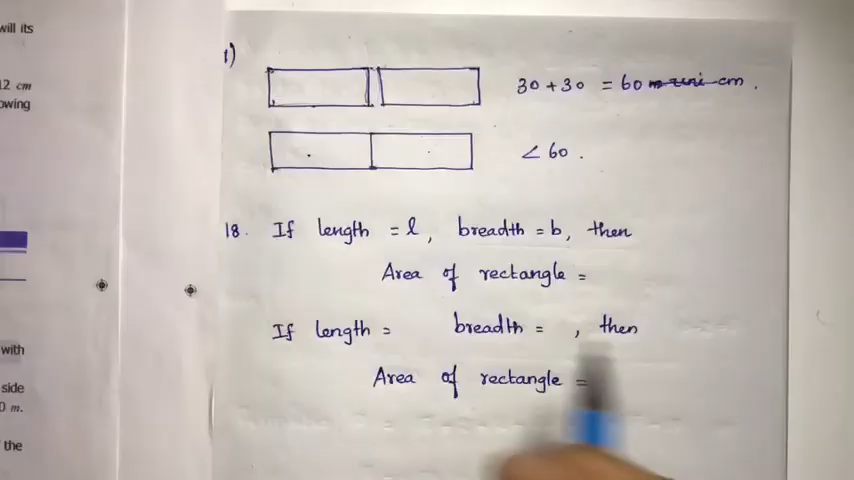 will its
12 cm
owing
with
side
0 m.
the
1)
30 + 30 = 60 cm.
∠ 60.
18. If length = l, breadth = b, then
Area of rectangle =
If length = breadth = , then
Area of rectangle =